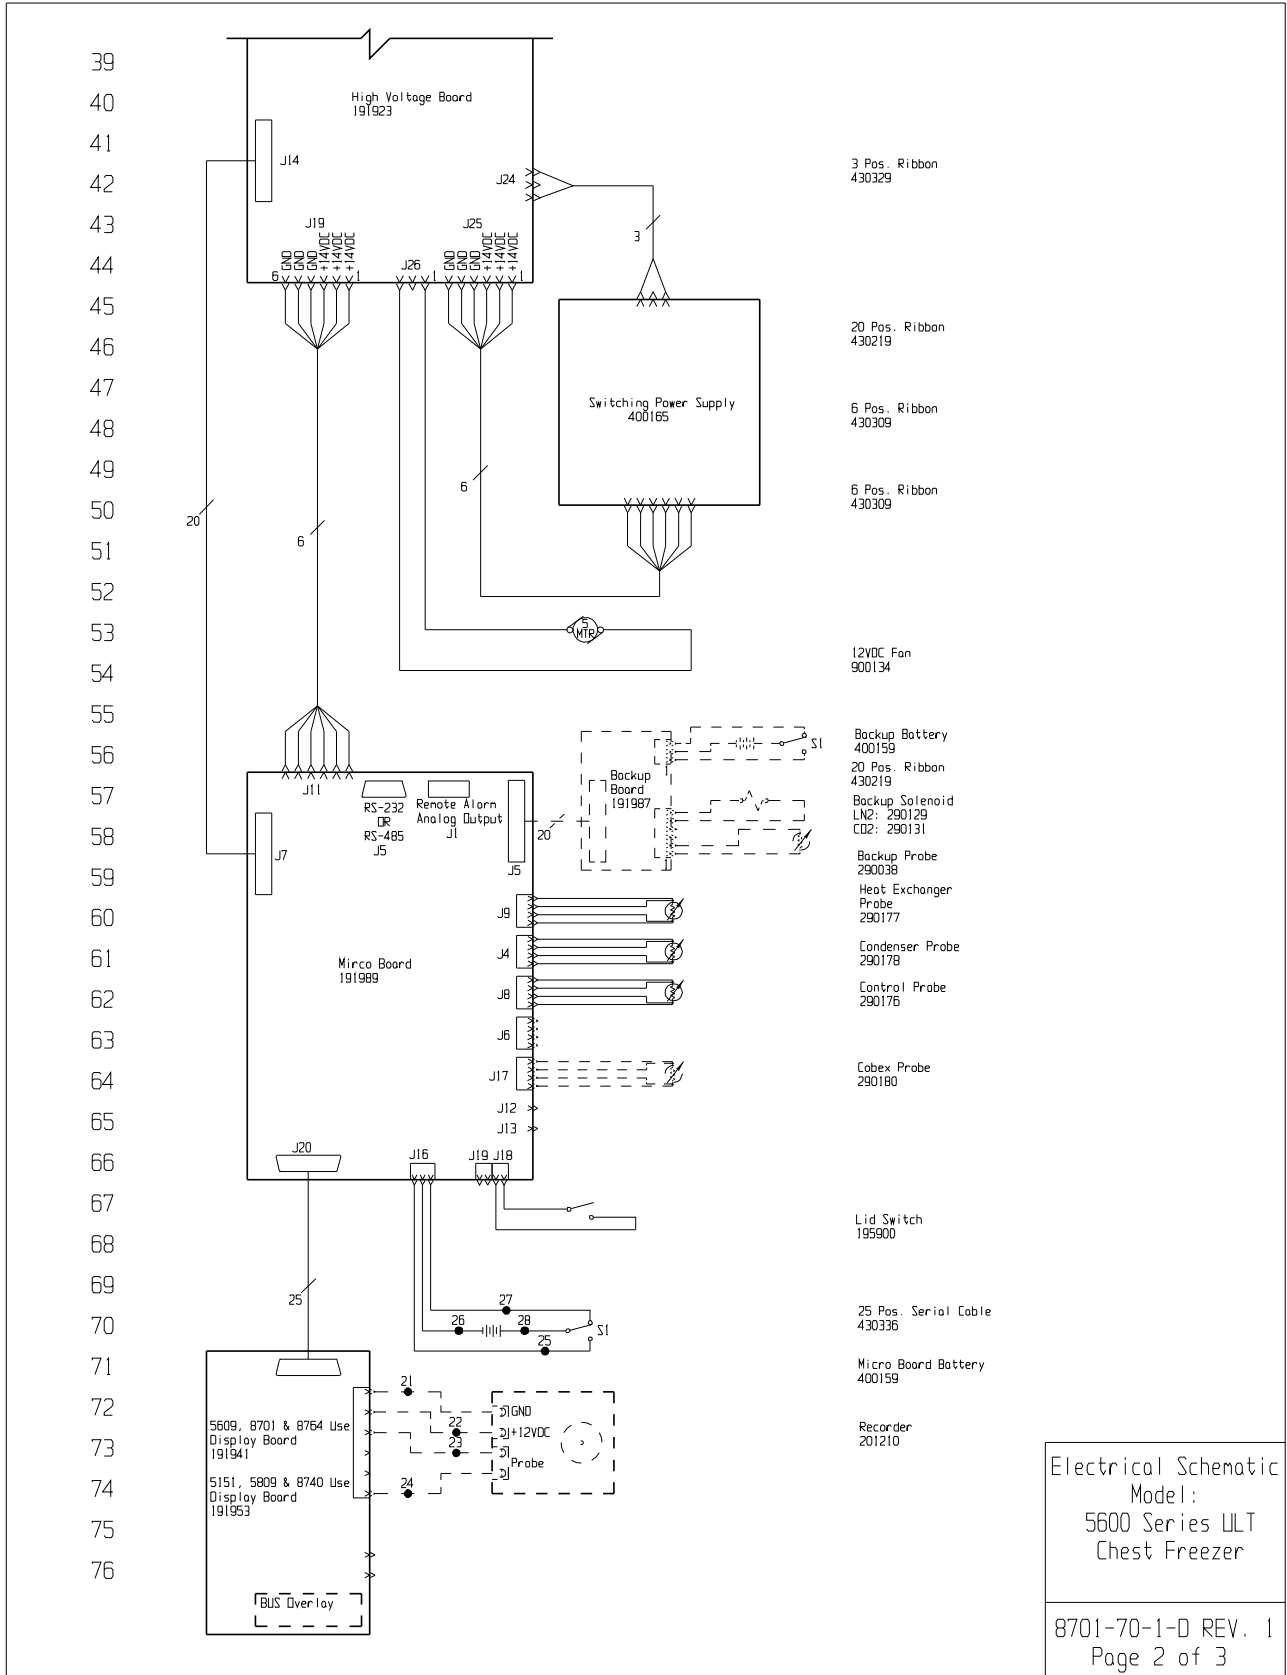 39
High Voltage Board
191923
40
41
J14
3 Pos. Ribbon
430329
42
J24
43
J19
J25
3
GND
GND
GND
+14VDC
+14VDC
+14VDC
GND
GND
GND
+14VDC
+14VDC
+14VDC
44
6
1
J26
1
1
45
20 Pos. Ribbon
430219
46
47
Switching Power Supply
400165
6 Pos. Ribbon
430309
48
49
6
6 Pos. Ribbon
430309
50
20
6
51
52
53
5
MTR
12VDC Fan
900134
54
55
Backup Battery
400159
S1
56
20 Pos. Ribbon
430219
Backup
Board
191987
1
57
J11
RS-232
OR
RS-485
J5
Remote Alarm
Analog Output
J1
Backup Solenoid
LN2: 290129
CO2: 290131
58
20
J7
J5
1
Backup Probe
290038
59
Heat Exchanger
Probe
290177
60
J9
61
Mirco Board
191989
J4
Condenser Probe
290178
62
J8
Control Probe
290176
63
J6
64
J17
Cobex Probe
290180
65
J12
J13
66
J20
J16
J19
J18
67
Lid Switch
195900
68
69
25
70
27
26
28
S1
25
25 Pos. Serial Cable
430336
71
Micro Board Battery
400159
21
72
GND
5609, 8701 & 8764 Use
Display Board
191941
22
+12VDC
Recorder
201210
73
23
Probe
74
5151, 5809 & 8740 Use
Display Board
191953
24
75
76
BUS Overlay
Electrical Schematic
Model:
5600 Series ULT
Chest Freezer
8701-70-1-D REV. 1
Page 2 of 3